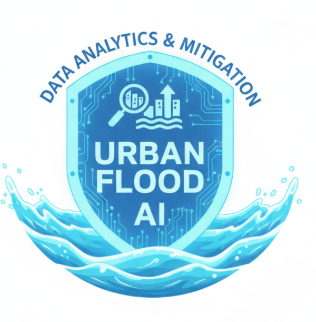 DATA ANALYTICS & MITIGATION
URBAN
FLOOD
AI